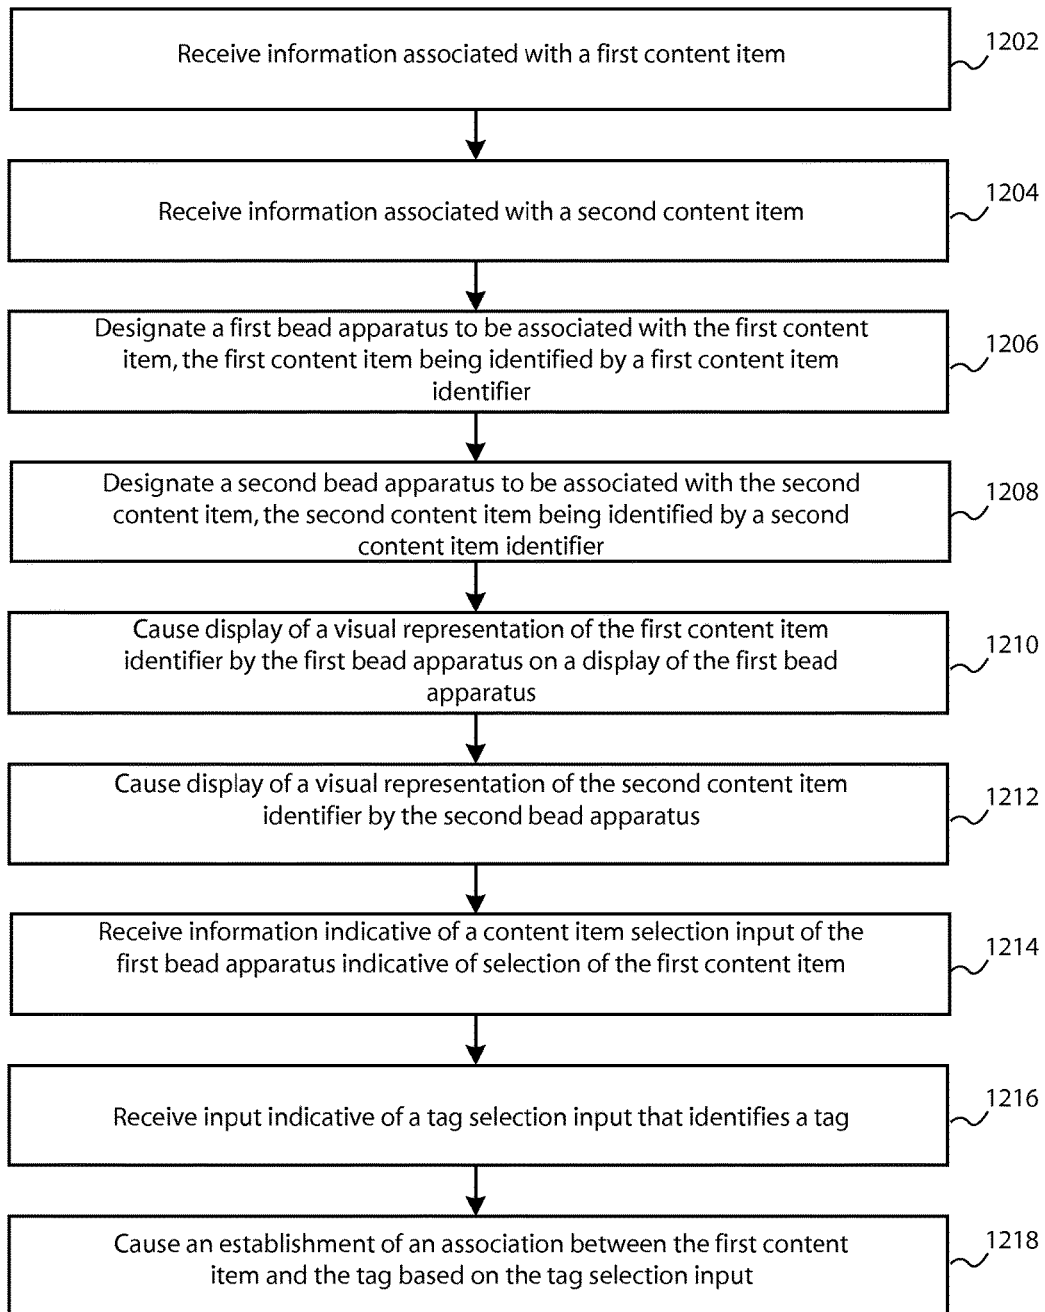 Receive information associated with a first content item
1202
Receive information associated with a second content item
1204
Designate a first bead apparatus to be associated with the first content
item, the first content item being identified by a first content item
identifier
1206
Designate a second bead apparatus to be associated with the second
content item, the second content item being identified by a second
content item identifier
1208
Cause display of a visual representation of the first content item
identifier by the first bead apparatus on a display of the first bead
apparatus
1210
Cause display of a visual representation of the second content item
identifier by the second bead apparatus
1212
Receive information indicative of a content item selection input of the
first bead apparatus indicative of selection of the first content item
1214
Receive input indicative of a tag selection input that identifies a tag
1216
Cause an establishment of an association between the first content
item and the tag based on the tag selection input
1218